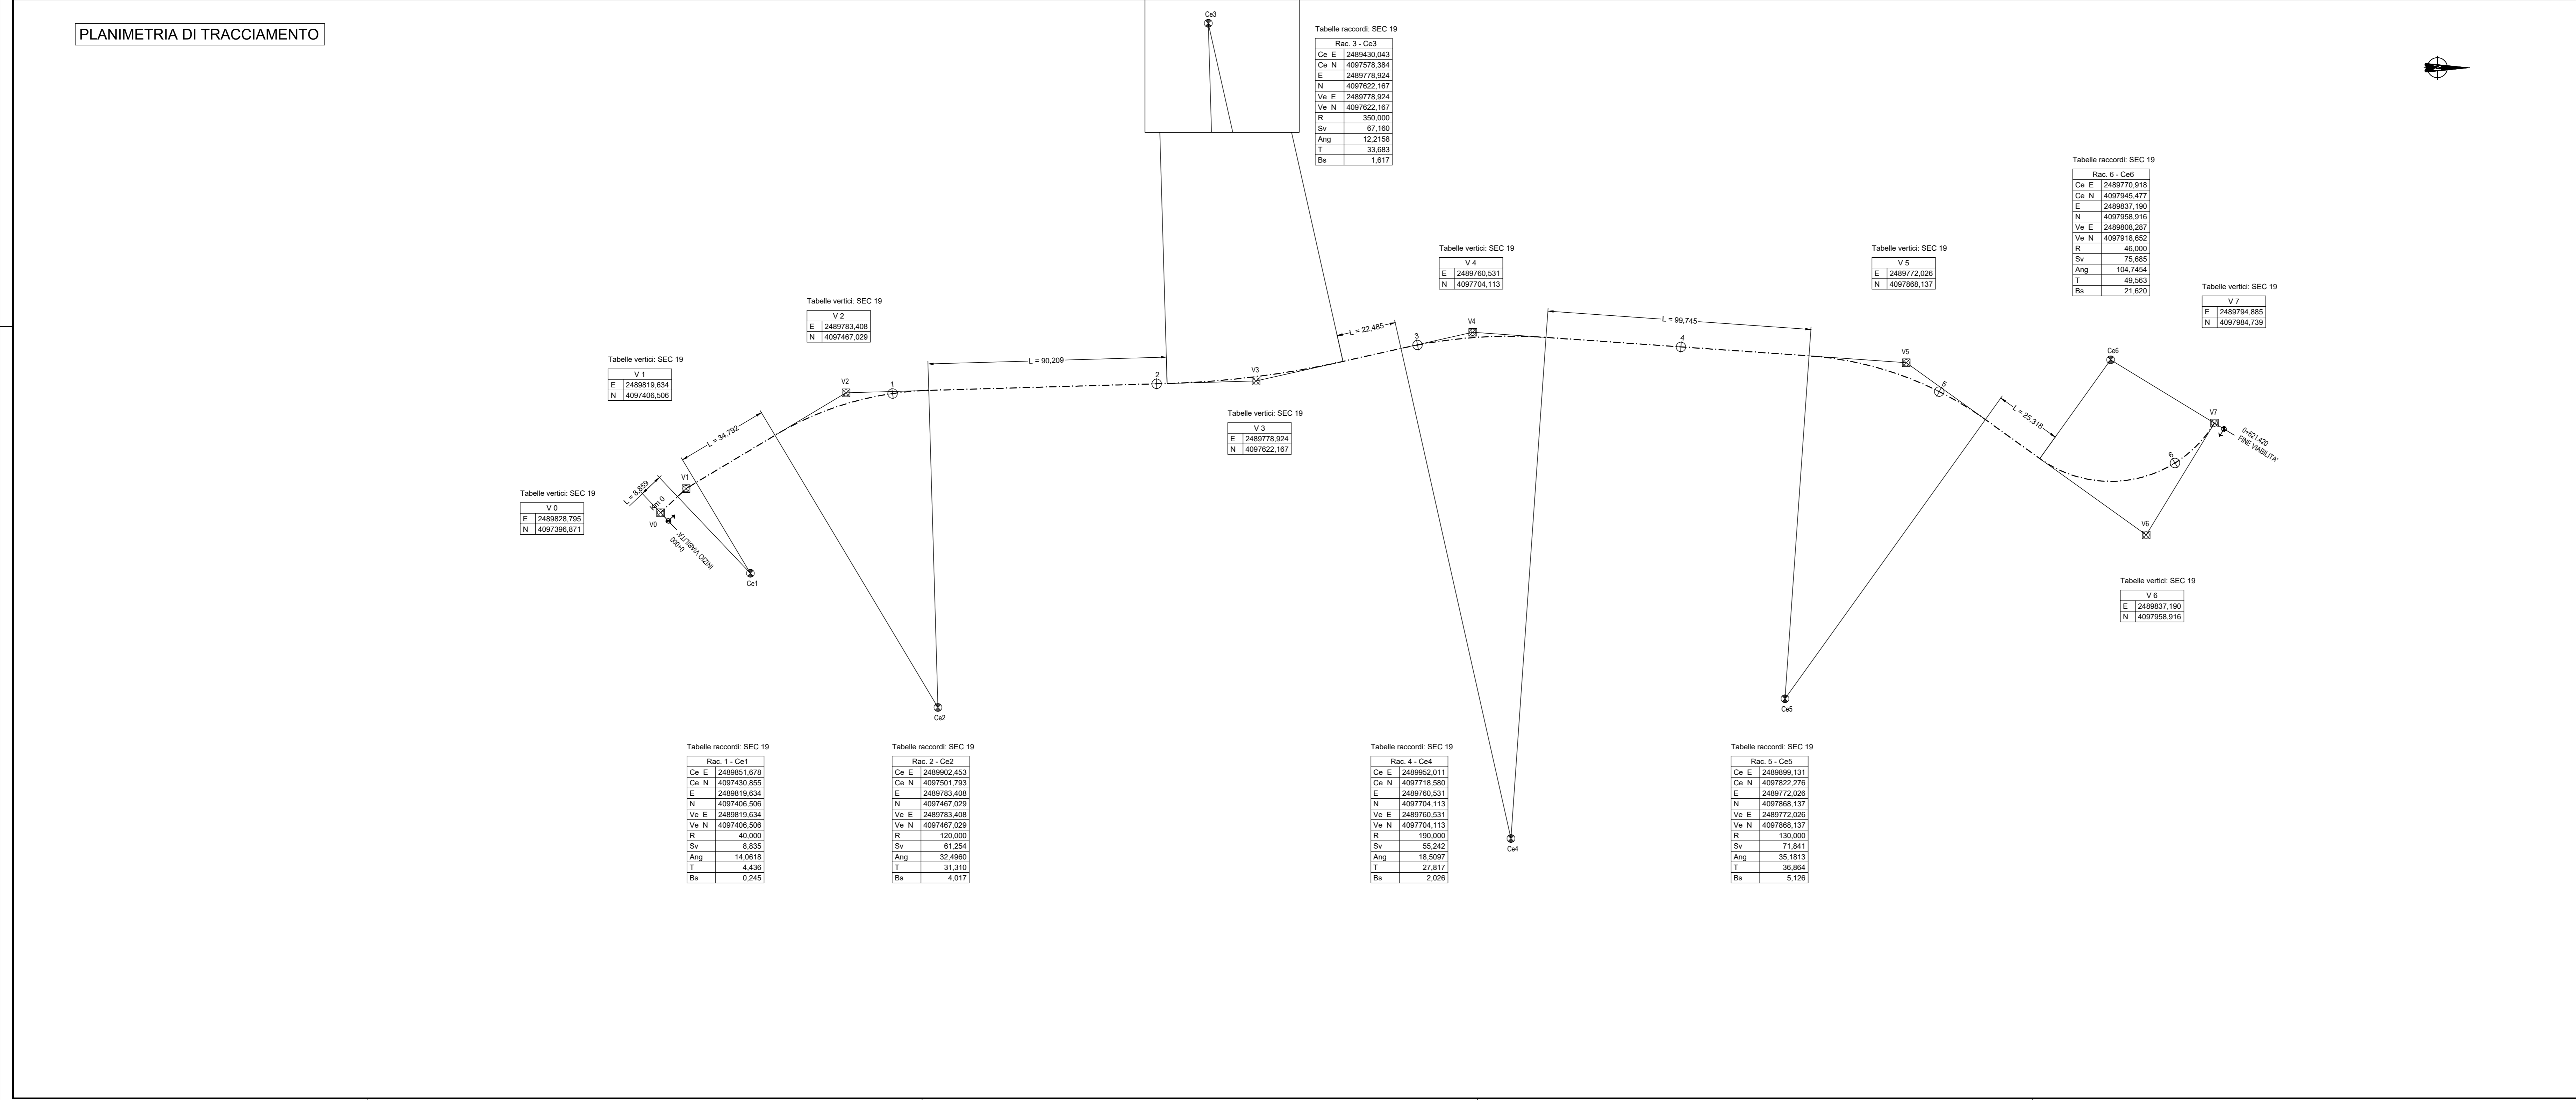 PLANIMETRIA DI TRACCIAMENTO
Ce3
Tabelle raccordi: SEC 19
Rac. 3 - Ce3
Ce E 2489430,043
Ce N 4097578,384
E 2489778,924
N 4097622,167
Ve E 2489778,924
Ve N 4097622,167
R 350,000
Sv 67,160
Ang 12,2158
T 33,683
Bs 1,617
Tabelle raccordi: SEC 19
Rac. 6 - Ce6
Ce E 2489770,918
Ce N 4097945,477
E 2489837,190
N 4097958,916
Ve E 2489808,287
Ve N 4097918,652
R 46,000
Sv 75,685
Ang 104,7454
T 49,563
Bs 21,620
Tabelle vertici: SEC 19
V 4
E 2489760,531
N 4097704,113
Tabelle vertici: SEC 19
V 5
E 2489772,026
N 4097868,137
Tabelle vertici: SEC 19
V 7
E 2489794,885
N 4097984,739
Tabelle vertici: SEC 19
V 2
E 2489783,408
N 4097467,029
Tabelle vertici: SEC 19
V 1
E 2489819,634
N 4097406,506
L = 90,209
L = 22,485
L = 99,745
V4
3
4
V5
Ce6
V2
1
2
V3
5
L = 34,792
L = 25,318
V7
0+621.420
FINE VIABILITA'
6
Tabelle vertici: SEC 19
V 3
E 2489778,924
N 4097622,167
Tabelle vertici: SEC 19
V 0
E 2489828,795
N 4097396,871
V1
L = 8,859
Km 0
V0
0+000
INIZIO VIABILITA'
Ce1
V6
Tabelle vertici: SEC 19
V 6
E 2489837,190
N 4097958,916
Ce2
Ce5
Ce4
Tabelle raccordi: SEC 19
Rac. 1 - Ce1
Ce E 2489851,678
Ce N 4097430,855
E 2489819,634
N 4097406,506
Ve E 2489819,634
Ve N 4097406,506
R 40,000
Sv 8,835
Ang 14,0618
T 4,436
Bs 0,245
Tabelle raccordi: SEC 19
Rac. 2 - Ce2
Ce E 2489902,453
Ce N 4097501,793
E 2489783,408
N 4097467,029
Ve E 2489783,408
Ve N 4097467,029
R 120,000
Sv 61,254
Ang 32,4960
T 31,310
Bs 4,017
Tabelle raccordi: SEC 19
Rac. 4 - Ce4
Ce E 2489952,011
Ce N 4097718,580
E 2489760,531
N 4097704,113
Ve E 2489760,531
Ve N 4097704,113
R 190,000
Sv 55,242
Ang 18,5097
T 27,817
Bs 2,026
Tabelle raccordi: SEC 19
Rac. 5 - Ce5
Ce E 2489899,131
Ce N 4097822,276
E 2489772,026
N 4097868,137
Ve E 2489772,026
Ve N 4097868,137
R 130,000
Sv 71,841
Ang 35,1813
T 36,864
Bs 5,126